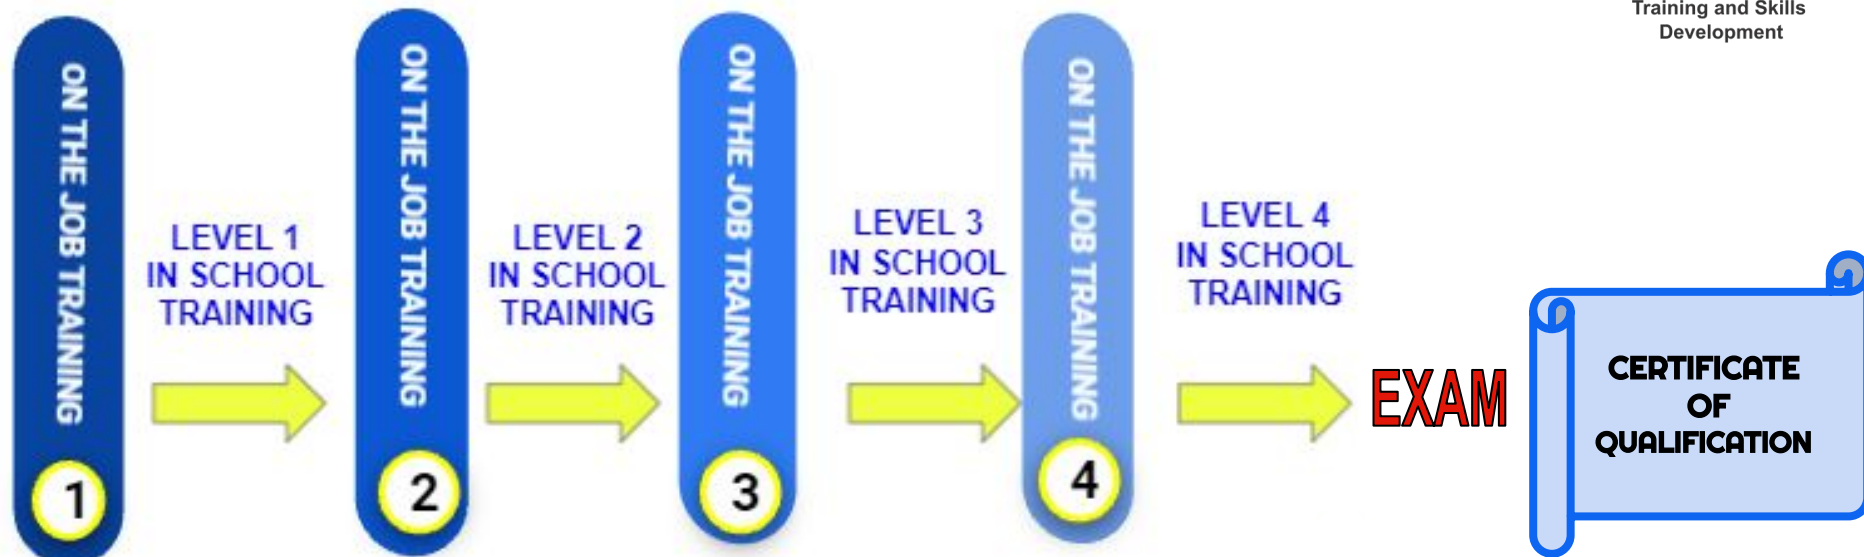 Training and Skills
Development
ON THE JOB TRAINING
1
LEVEL 1
IN SCHOOL
TRAINING
ON THE JOB TRAINING
2
LEVEL 2
IN SCHOOL
TRAINING
ON THE JOB TRAINING
3
LEVEL 3
IN SCHOOL
TRAINING
ON THE JOB TRAINING
4
LEVEL 4
IN SCHOOL
TRAINING
EXAM
CERTIFICATE
OF
QUALIFICATION